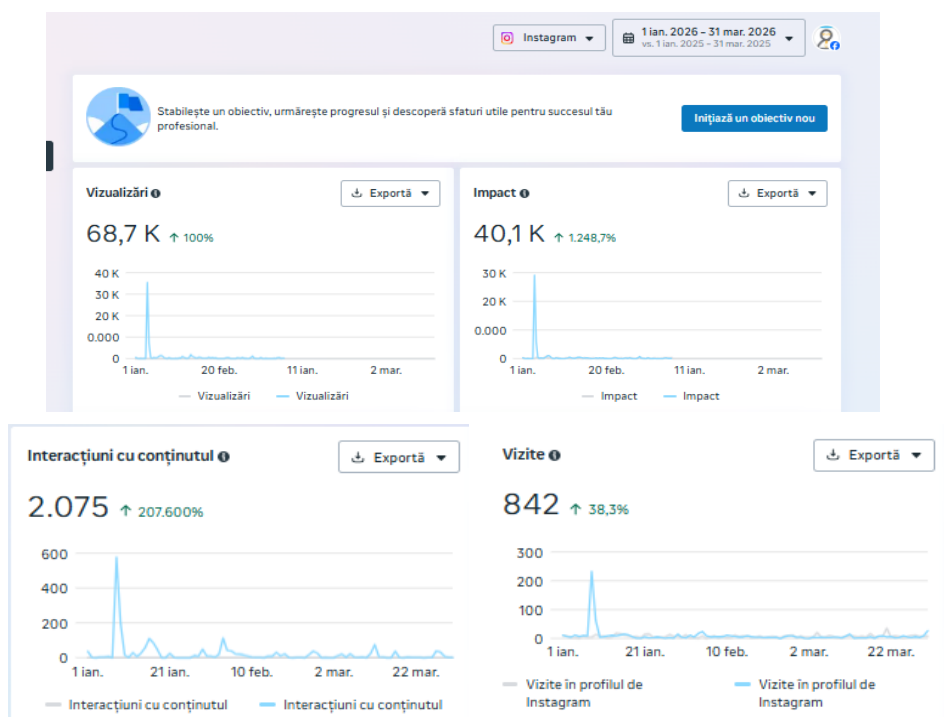 Instagram
1 ian. 2026 – 31 mar. 2026
vs. 1 ian. 2025 – 31 mar. 2025
Stabilește un obiectiv, urmărește progresul și descoperă sfaturi utile pentru succesul tău
profesional.
Inițiază un obiectiv nou
Vizualizări
Exportă
68,7 K ↑ 100%
40 K
30 K
20 K
0.000
0
1 ian.
20 feb.
11 ian.
2 mar.
Vizualizări
Vizualizări
Impact
Exportă
40,1 K ↑ 1.248,7%
30 K
20 K
0.000
0
1 ian.
20 feb.
11 ian.
2 mar.
Impact
Impact
Interacțiuni cu conținutul
Exportă
2.075 ↑ 207.600%
600
400
200
0
1 ian.
21 ian.
10 feb.
2 mar.
22 mar.
Interacțiuni cu conținutul
Interacțiuni cu conținutul
Vizite
Exportă
842 ↑ 38,3%
300
200
100
0
1 ian.
21 ian.
10 feb.
2 mar.
22 mar.
Vizite în profilul de
Instagram
Vizite în profilul de
Instagram